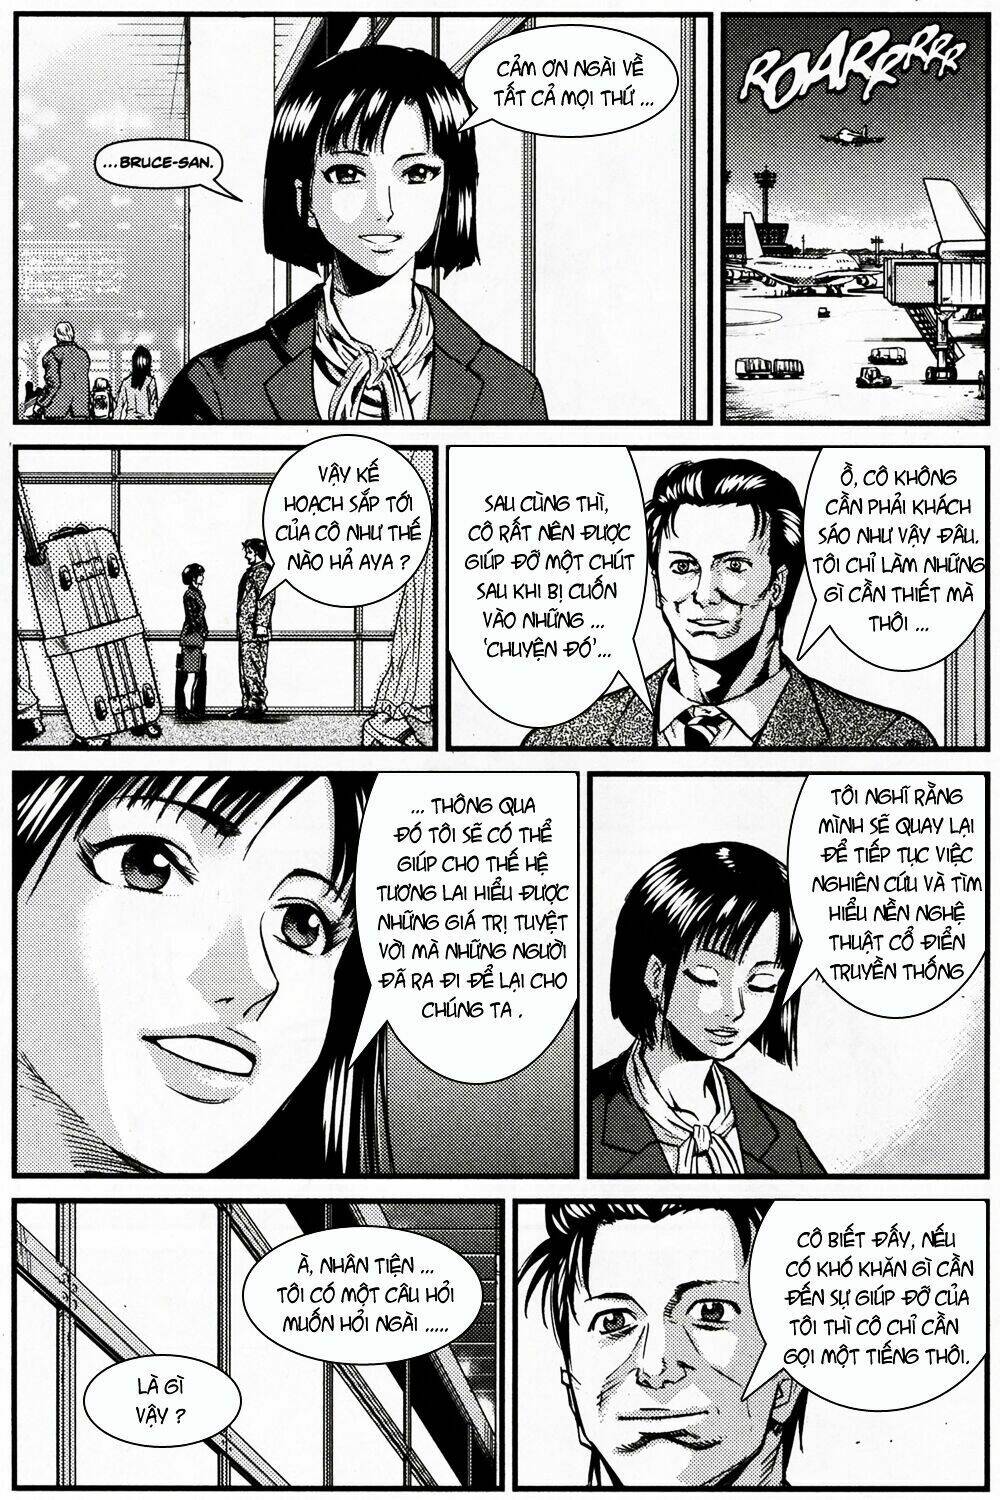 ROARRRRR
CẢM ƠN NGÀI VỀ
TẤT CẢ MỌI THỨ ...
...BRUCE-SAN.
Ồ, CÔ KHÔNG
CẦN PHẢI KHÁCH
SÁO NHƯ VẬY ĐÂU.
TÔI CHỈ LÀM NHỮNG
GÌ CẦN THIẾT MÀ
THÔI ...
SAU CÙNG THÌ,
CÔ RẤT NÊN ĐƯỢC
GIÚP ĐỠ MỘT CHÚT
SAU KHI BỊ CUỐN
VÀO NHỮNG ...
'CHUYỆN ĐÓ'...
VẬY KẾ
HOẠCH SẮP TỚI
CỦA CÔ NHƯ THẾ
NÀO HẢ AYA ?
TÔI NGHĨ RẰNG
MÌNH SẼ QUAY LẠI
ĐỂ TIẾP TỤC VIỆC
NGHIÊN CỨU VÀ TÌM
HIỂU NỀN NGHỆ
THUẬT CỔ ĐIỂN
TRUYỀN THỐNG
... THÔNG QUA
ĐÓ TÔI SẼ CÓ THỂ
GIÚP CHO THẾ HỆ
TƯƠNG LAI HIỂU ĐƯỢC
NHỮNG GIÁ TRỊ TUYỆT
VỜI MÀ NHỮNG NGƯỜI
ĐÃ RA ĐI ĐỂ LẠI CHO
CHÚNG TA .
CÔ BIẾT ĐẤY, NẾU
CÓ KHÓ KHĂN GÌ CẦN
ĐẾN SỰ GIÚP ĐỠ CỦA
TÔI THÌ CÔ CHỈ CẦN
GỌI MỘT TIẾNG THÔI.
À, NHÂN TIỆN ...
TÔI CÓ MỘT CÂU HỎI
MUỐN HỎI NGÀI .....
LÀ GÌ
VẬY ?